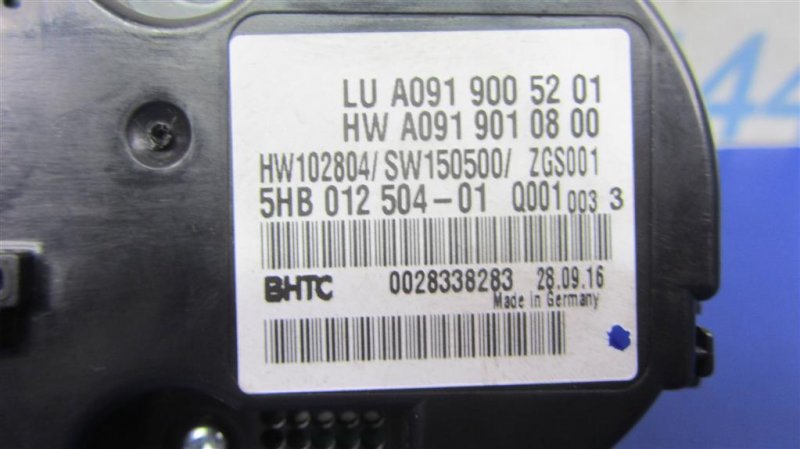 LU A091 900 52 01
HW A091 901 08 00
HW102804/ SW150500/ ZGS001
5HB 012 504-01 Q001 003 3
BHTC 0028338283 28.09.16
Made in Germany
44